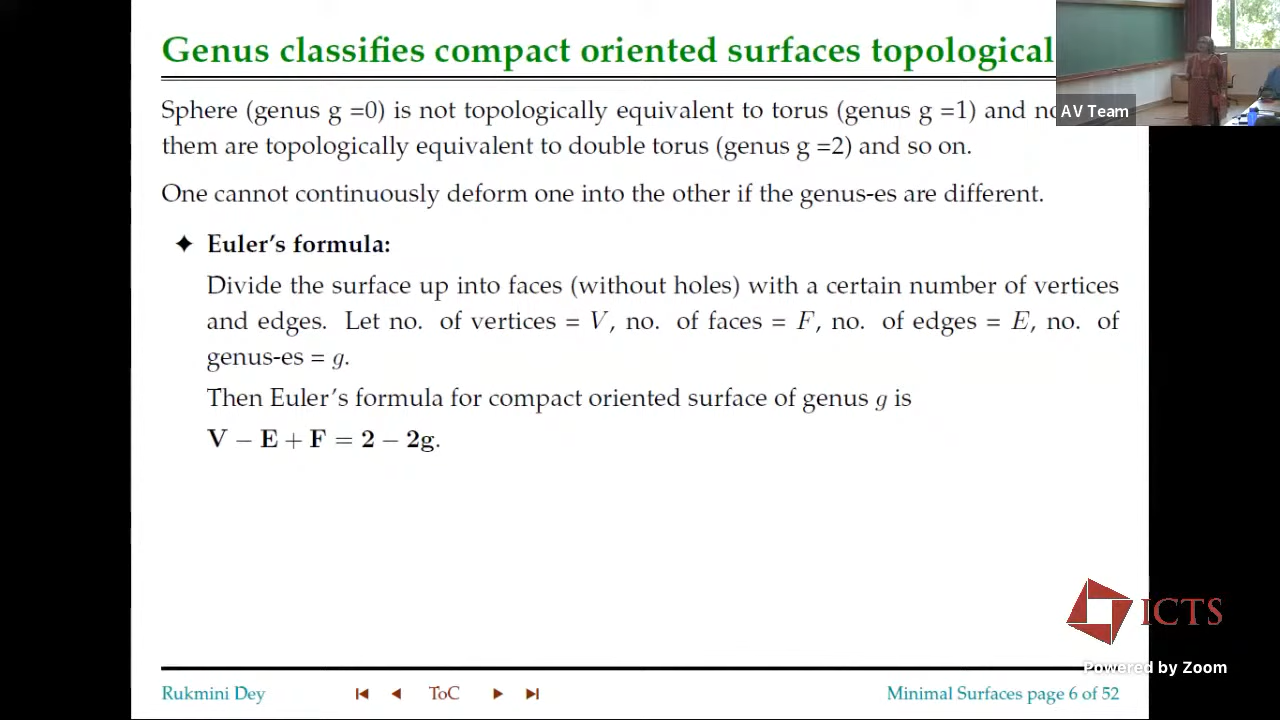 Genus classifies compact oriented surfaces topological
Sphere (genus g =0) is not topologically equivalent to torus (genus g =1) and
them are topologically equivalent to double torus (genus g =2) and so on.
One cannot continuously deform one into the other if the genus-es are different.
✦ Euler's formula:
Divide the surface up into faces (without holes) with a certain number of vertices
and edges. Let no. of vertices = V, no. of faces = F, no. of edges = E, no. of
genus-es = g.
Then Euler's formula for compact oriented surface of genus g is
V − E + F = 2 − 2g.
AV Team
ICTS
Powered by Zoom
Rukmini Dey
ToC
Minimal Surfaces page 6 of 52